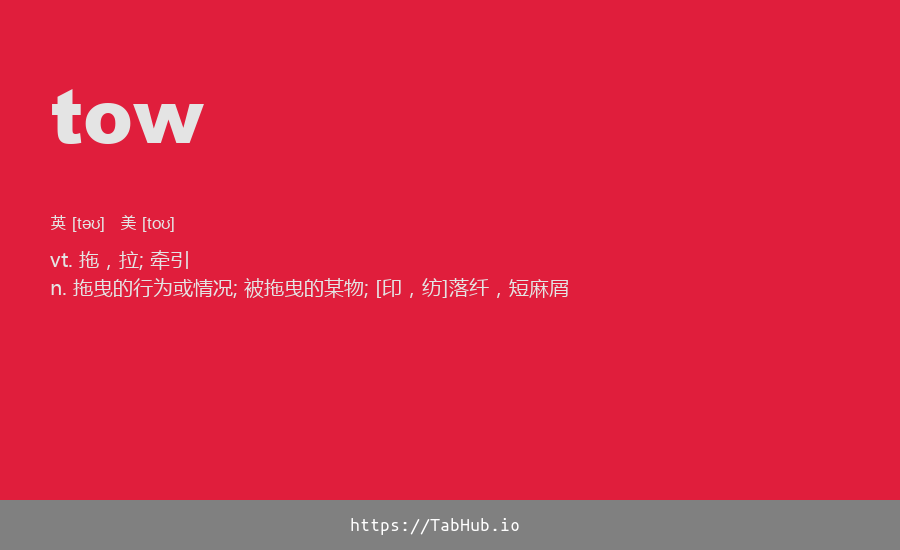 tow
英 [təʊ] 美 [toʊ]
vt. 拖，拉; 牵引
n. 拖曳的行为或情况; 被拖曳的某物; [印，纺]落纤，短麻屑
https://TabHub.io